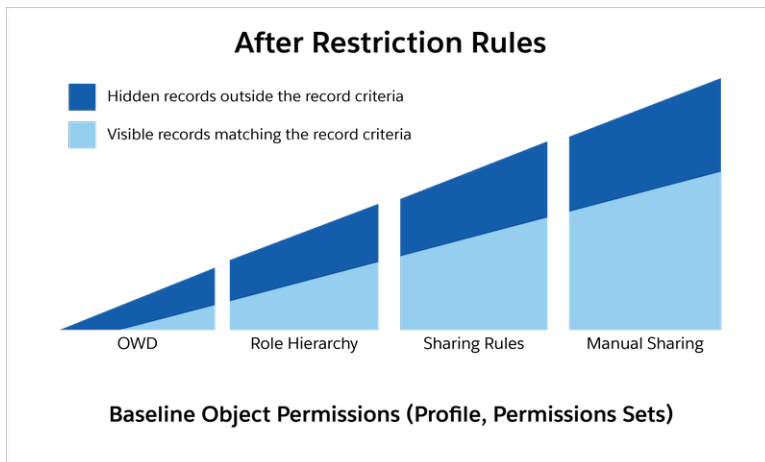 After Restriction Rules
Hidden records outside the record criteria
Visible records matching the record criteria
OWD
Role Hierarchy
Sharing Rules
Manual Sharing
Baseline Object Permissions (Profile, Permissions Sets)